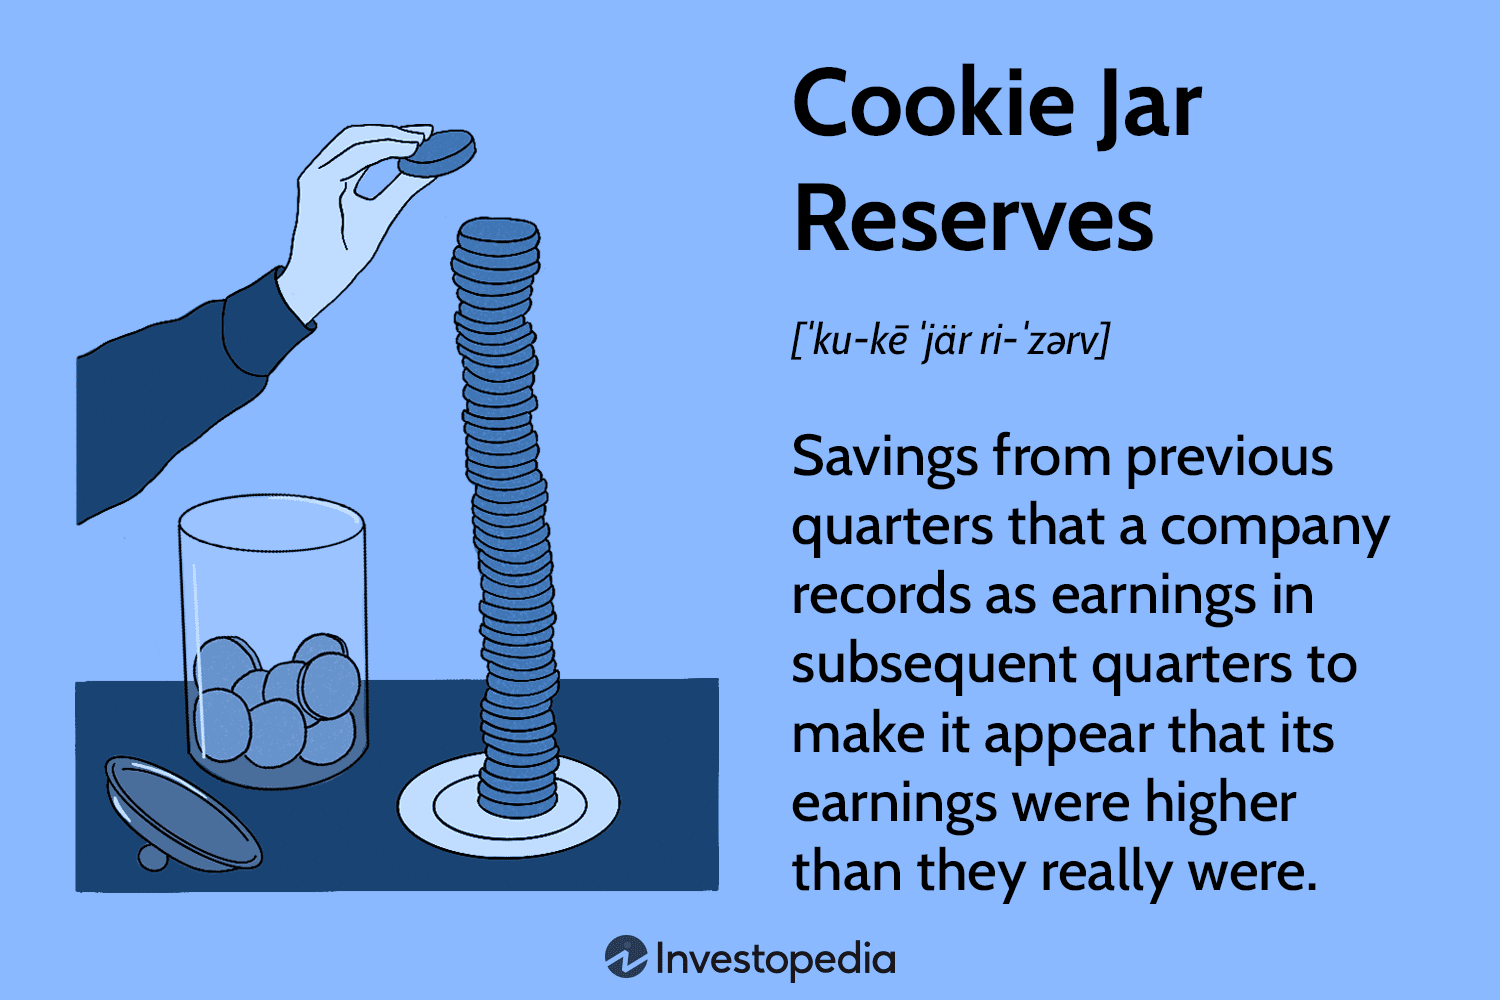 Cookie Jar
Reserves
[ˈku-kē ˈjär ri-ˈzərv]
Savings from previous
quarters that a company
records as earnings in
subsequent quarters to
make it appear that its
earnings were higher
than they really were.
Investopedia